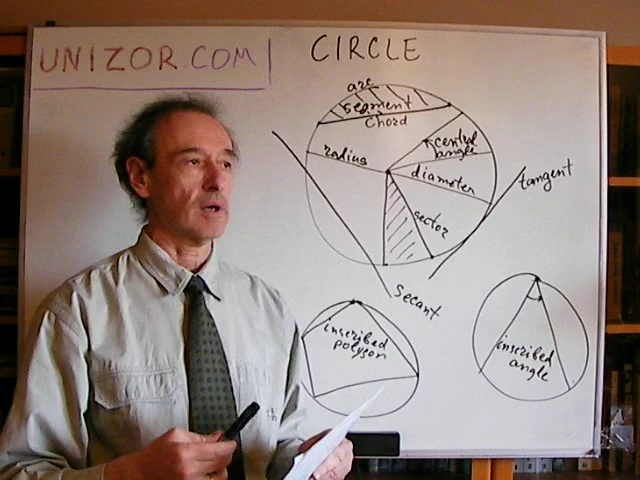 UNIZOR.COM
CIRCLE
arc
segment
chord
radius
central
angle
diameter
tangent
sector
secant
inscribed
polygon
inscribed
angle